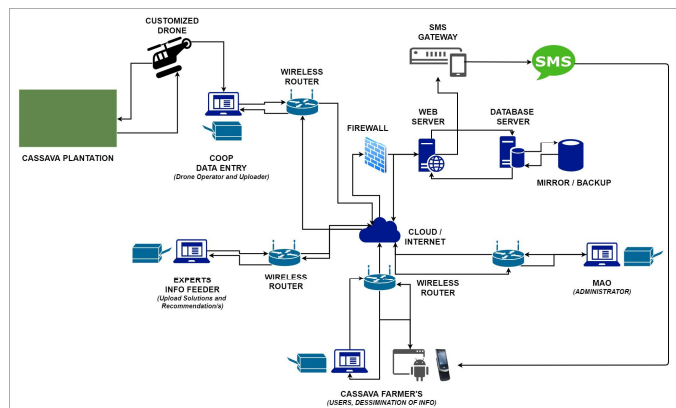 CUSTOMIZED
DRONE
CASSAVA PLANTATION
COOP
DATA ENTRY
(Drone Operator and Uploader)
WIRELESS
ROUTER
SMS
GATEWAY
SMS
FIREWALL
WEB
SERVER
DATABASE
SERVER
MIRROR / BACKUP
CLOUD /
INTERNET
EXPERTS
INFO FEEDER
(Upload Solutions and
Recommendation/s)
WIRELESS
ROUTER
WIRELESS
ROUTER
MAO
(ADMINISTRATOR)
CASSAVA FARMER'S
(USERS, DESSIMINATION OF INFO)